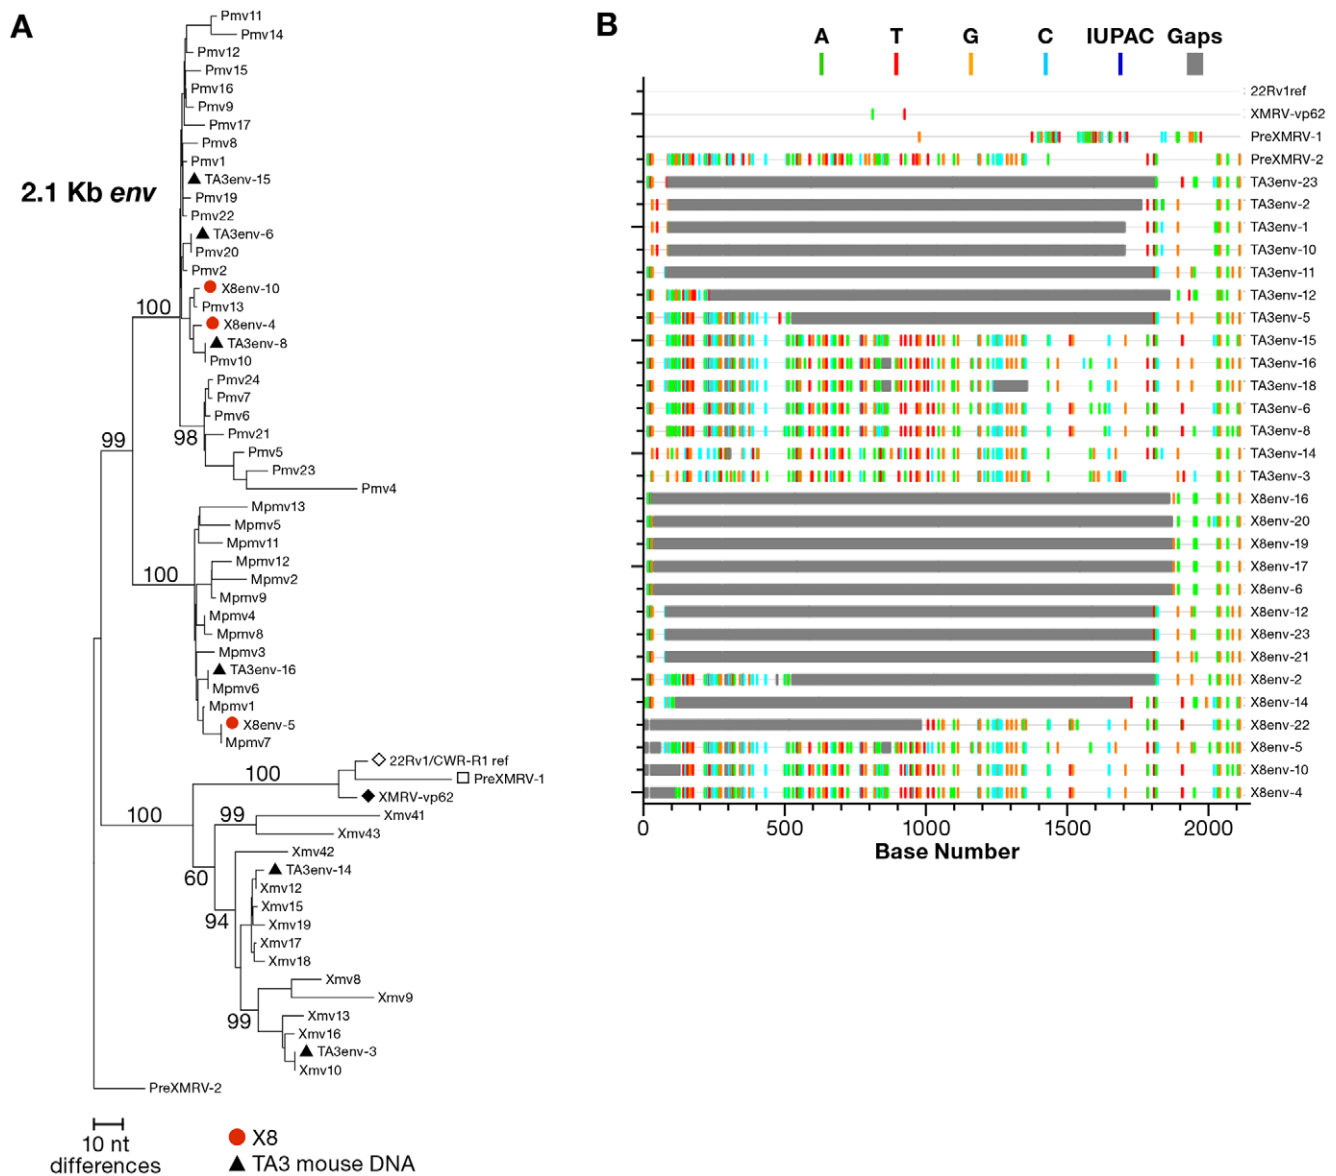 A
2.1 Kb env
Pmv11
Pmv14
Pmv12
Pmv15
Pmv16
Pmv9
Pmv17
Pmv8
Pmv1
TA3env-15
Pmv19
Pmv22
TA3env-6
Pmv20
Pmv2
X8env-10
100
Pmv13
X8env-4
TA3env-8
Pmv10
Pmv24
Pmv7
Pmv6
98
Pmv21
99
Pmv5
Pmv23
Pmv4
Mpmv13
Mpmv5
Mpmv11
Mpmv12
100
Mpmv2
Mpmv9
Mpmv4
Mpmv8
Mpmv3
TA3env-16
Mpmv6
Mpmv1
X8env-5
Mpmv7
22Rv1/CWR-R1 ref
100
PreXMRV-1
XMRV-vp62
100
99
Xmv41
Xmv43
Xmv42
60
TA3env-14
Xmv12
Xmv15
94
Xmv19
Xmv17
Xmv18
Xmv8
Xmv9
99
Xmv13
Xmv16
TA3env-3
Xmv10
PreXMRV-2
10 nt
differences
X8
TA3 mouse DNA
B
A T G C IUPAC Gaps
22Rv1ref
XMRV-vp62
PreXMRV-1
PreXMRV-2
TA3env-23
TA3env-2
TA3env-1
TA3env-10
TA3env-11
TA3env-12
TA3env-5
TA3env-15
TA3env-16
TA3env-18
TA3env-6
TA3env-8
TA3env-14
TA3env-3
X8env-16
X8env-20
X8env-19
X8env-17
X8env-6
X8env-12
X8env-23
X8env-21
X8env-2
X8env-14
X8env-22
X8env-5
X8env-10
X8env-4
0 500 1000 1500 2000
Base Number